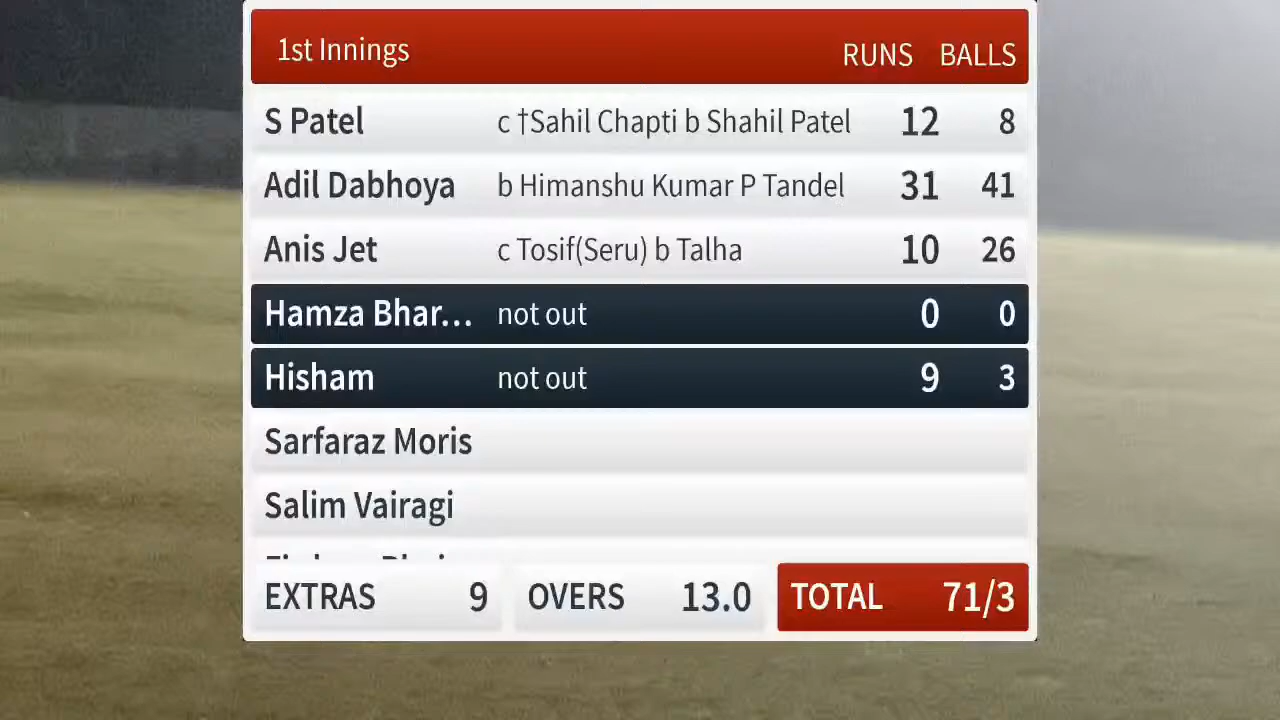 1st Innings RUNS BALLS
S Patel c †Sahil Chapti b Shahil Patel 12 8
Adil Dabhoya b Himanshu Kumar P Tandel 31 41
Anis Jet c Tosif(Seru) b Talha 10 26
Hamza Bhar... not out 0 0
Hisham not out 9 3
Sarfaraz Moris
Salim Vairagi
EXTRAS 9 OVERS 13.0 TOTAL 71/3